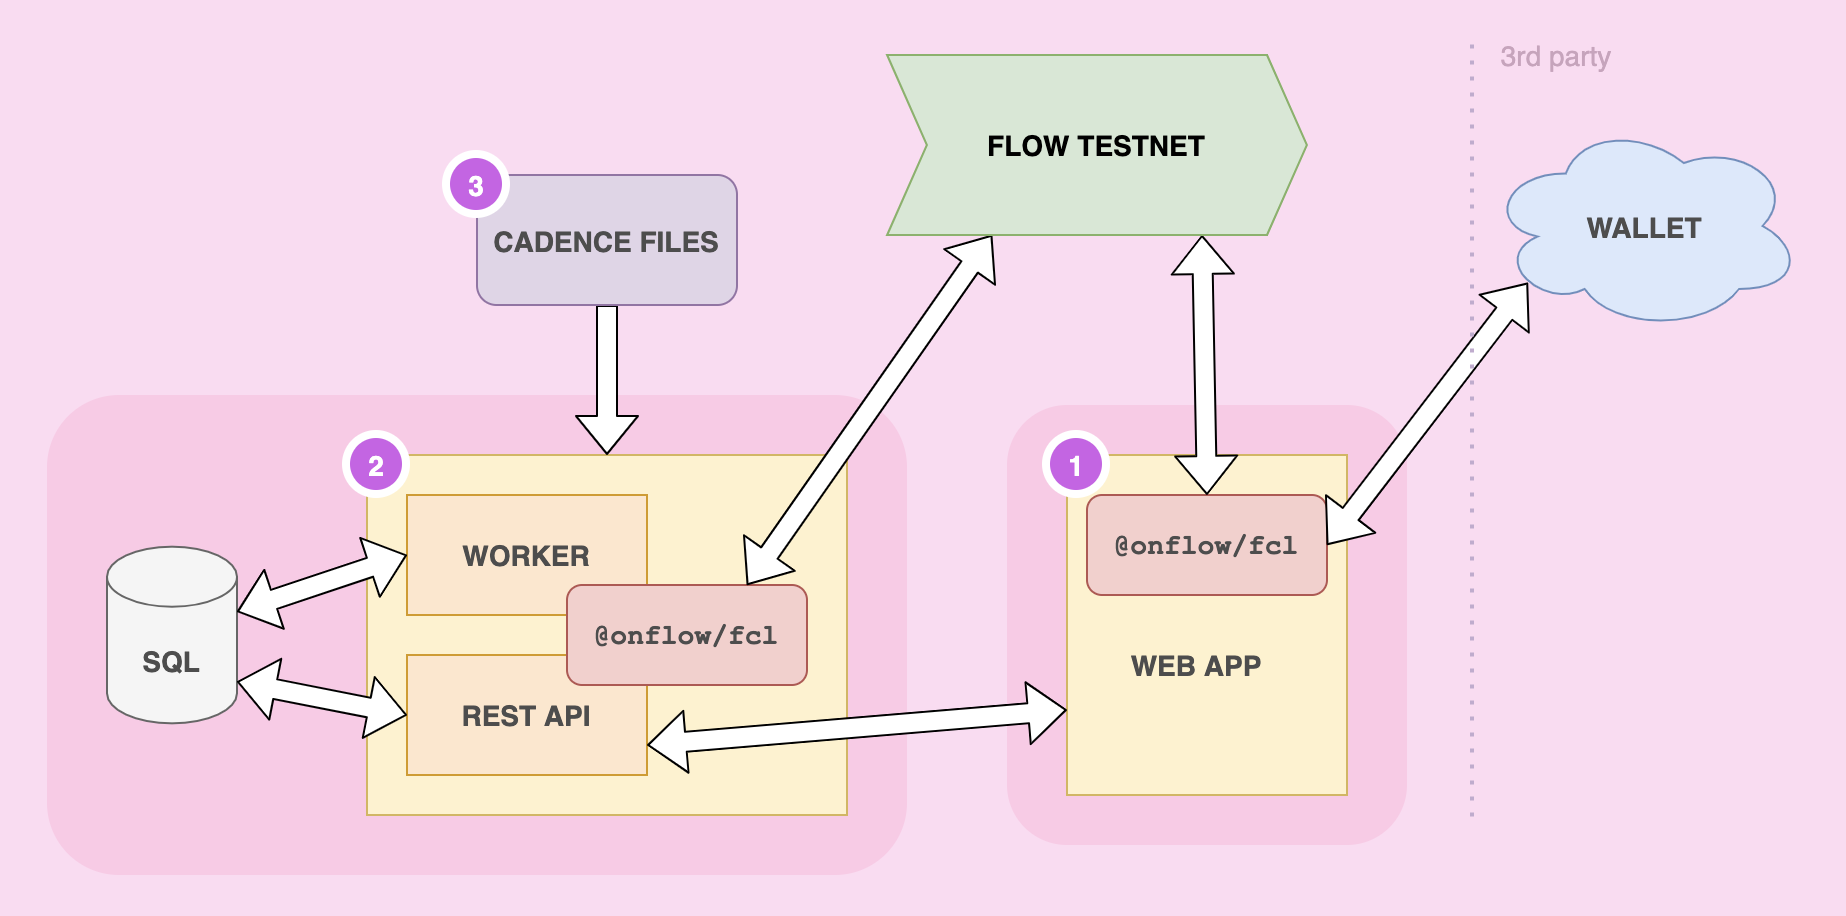 3rd party
FLOW TESTNET
3
CADENCE FILES
WALLET
2
1
WORKER
@onflow/fcl
@onflow/fcl
SQL
WEB APP
REST API